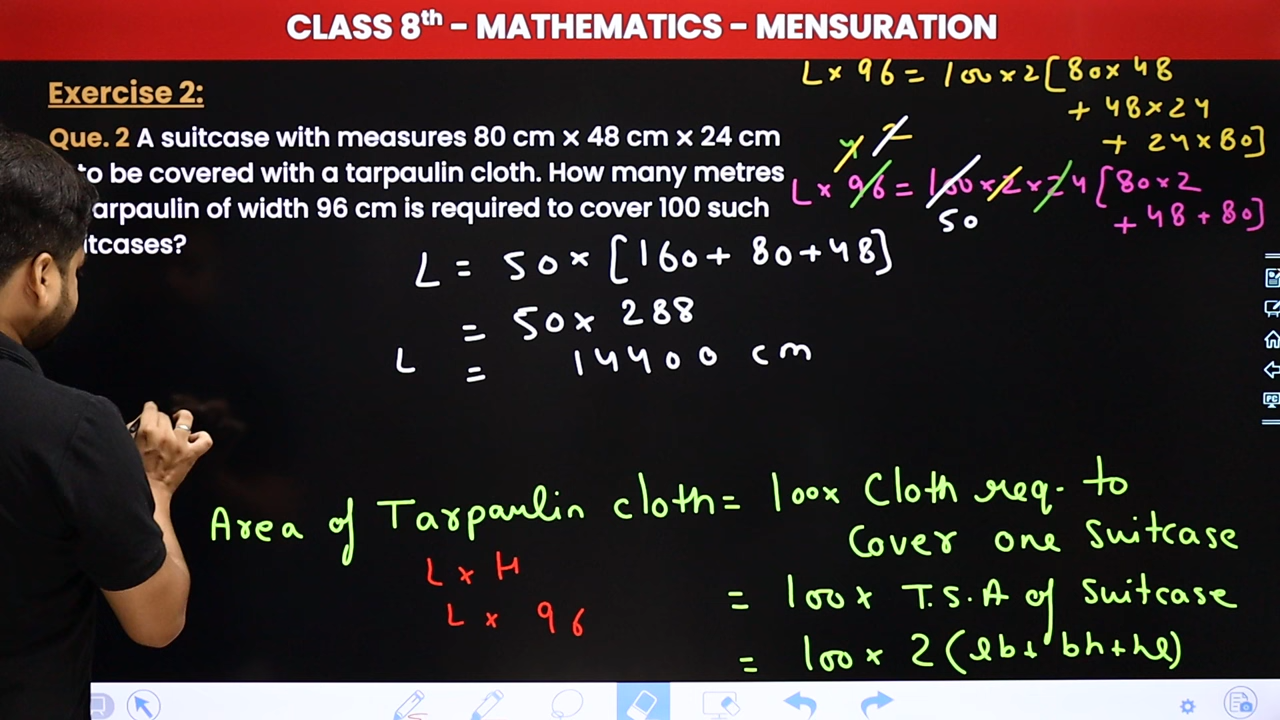 CLASS 8th - MATHEMATICS - MENSURATION
Exercise 2:
Que. 2 A suitcase with measures 80 cm × 48 cm × 24 cm
to be covered with a tarpaulin cloth. How many metres
arpaulin of width 96 cm is required to cover 100 such
itcases?
L × 96 = 100 × 2 [80 × 48
+ 48 × 24
+ 24 × 80]
4 2
L × 96 = 100 × 2 × 24 [80 × 2
+ 48 + 80]
50
L = 50 × [160 + 80 + 48]
= 50 × 288
L = 14400 cm
Area of Tarpaulin cloth = 100 × Cloth req. to
cover one suitcase
L × H
= 100 × T.S.A of Suitcase
L × 96
= 100 × 2 (lb + bh + hl)
PC